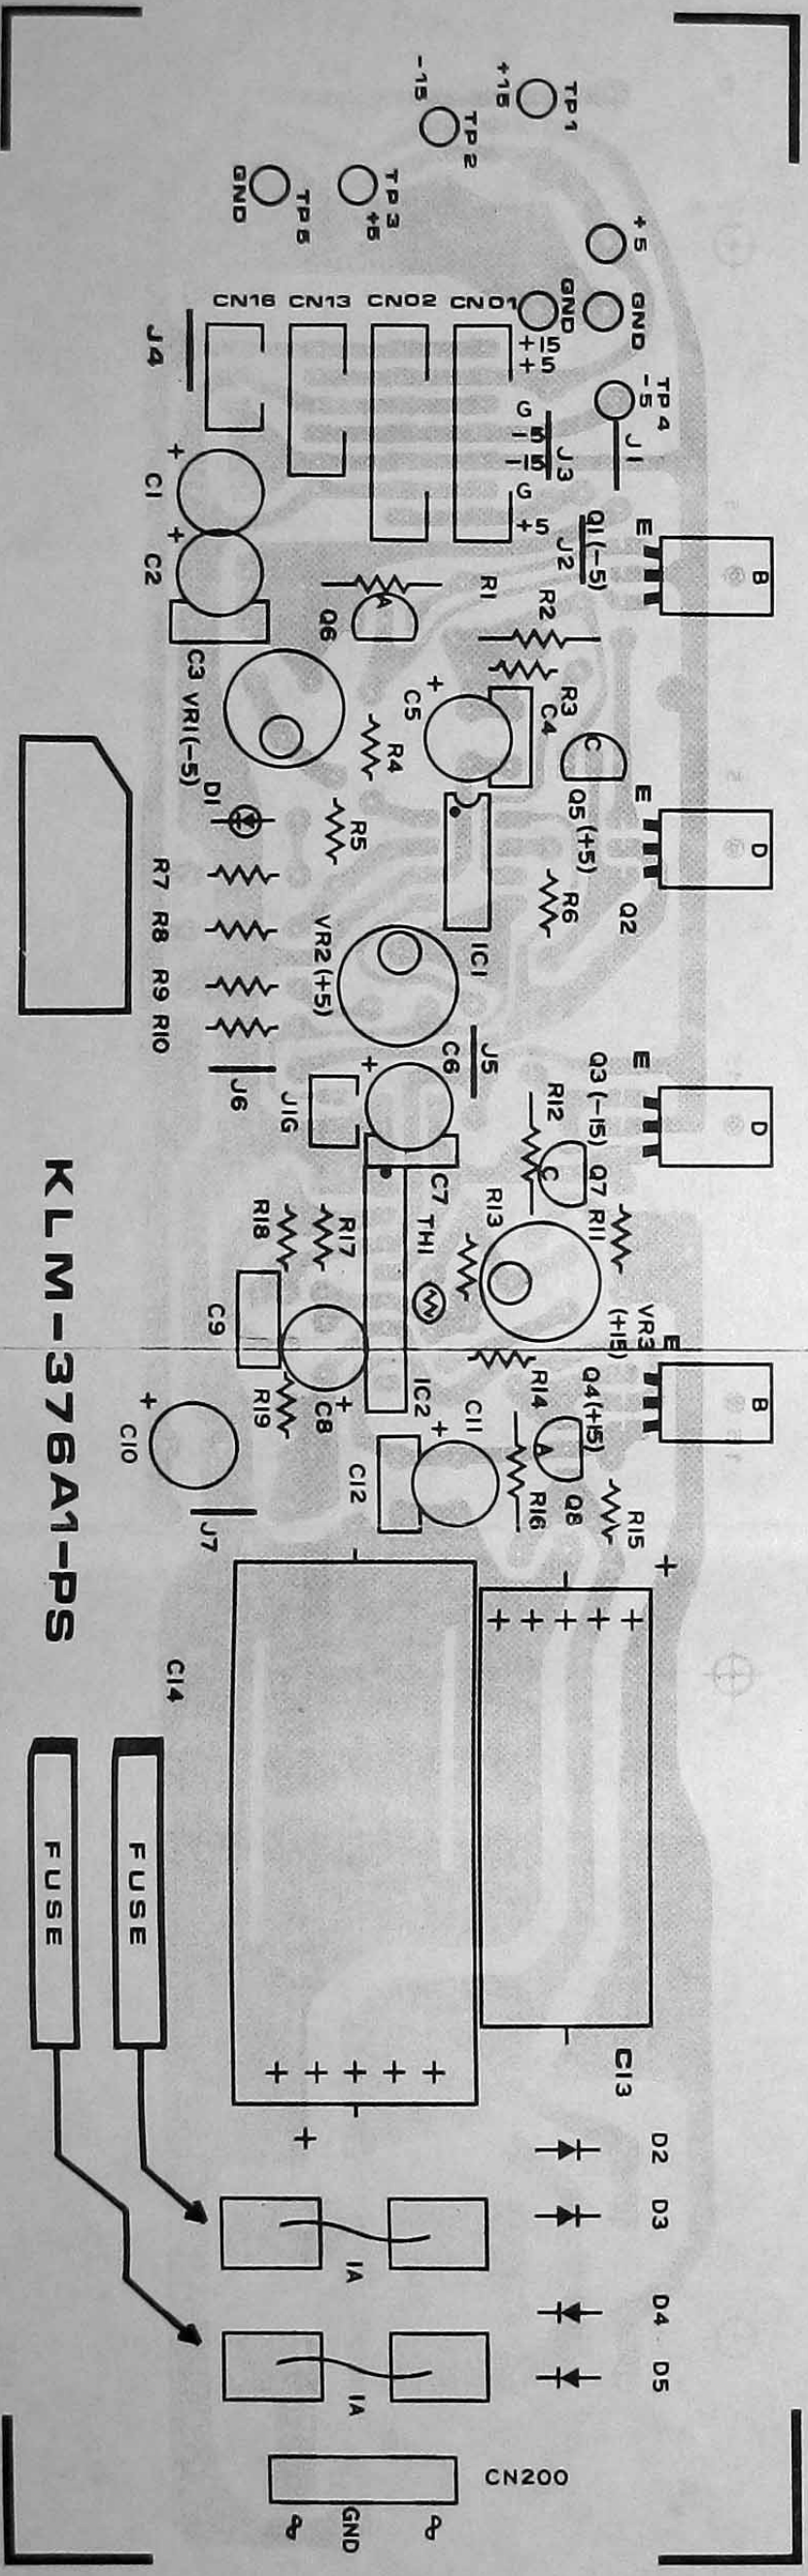 TP1
+15
-15
TP2
TP3
+5
TP5
GND
+5
GND
GND
CN16
CN13
CN02
CN01
+15
+5
G
-5
-15
G
+5
TP4
-5
J1
J3
J4
J2
Q1(-5)
E
B
+
C1
+
C2
C3
A
Q6
R1
R2
R3
VR1(-5)
+
C5
C4
C
R4
Q5(+5)
E
D
Q2
D1
R5
R6
R7
R8
R9
R10
VR2(+5)
IC1
J6
J5
C6
+
J1G
C7
E
D
Q3(-15)
R12
C
Q7
R11
R13
TH1
R18
R17
C9
VR3
(+15)
E
B
Q4(+15)
R14
IC2
C11
+
+
C8
R19
+
C10
C12
A
R16
Q8
R15
J7
KLM-376A1-PS
-
-
+
+ + + + +
C14
FUSE
FUSE
+ + + + +
+
C13
D2
D3
D4
D5
1A
1A
CN200
GND